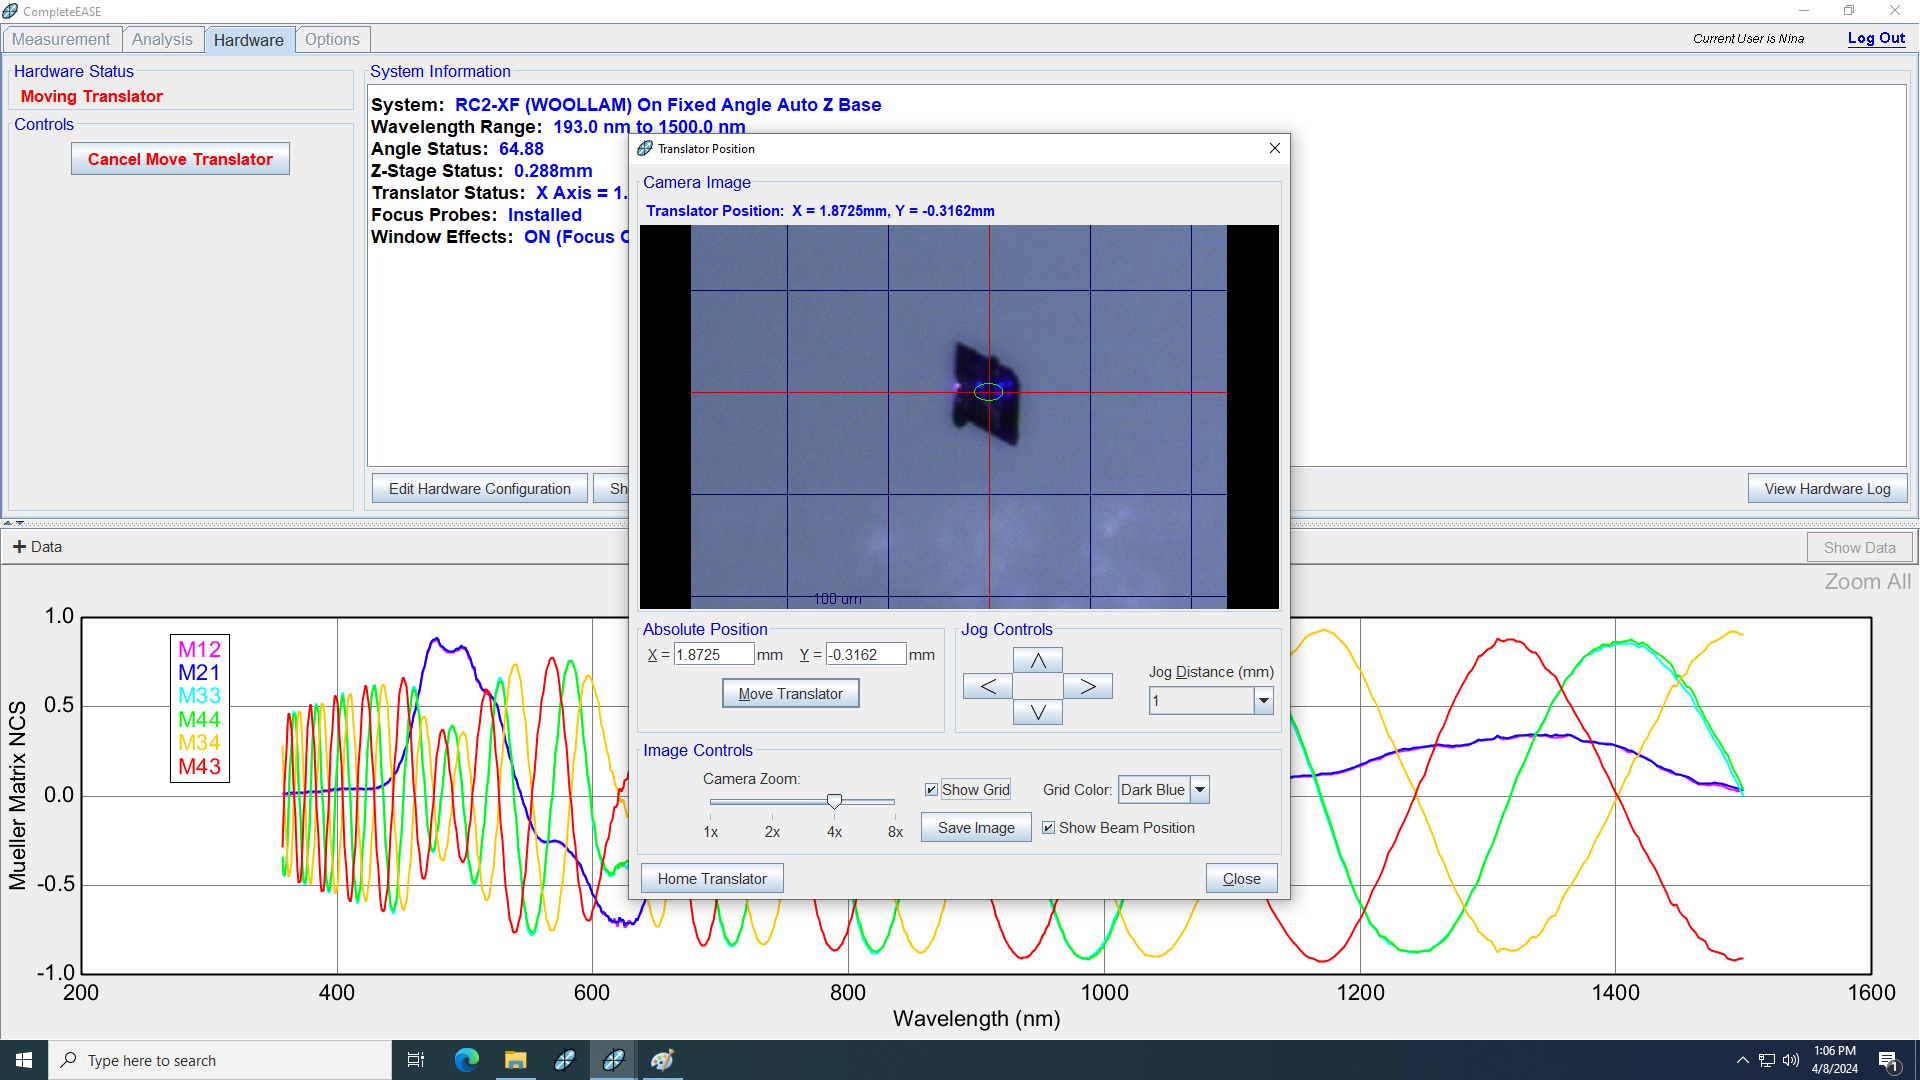 CompleteEASE
Measurement Analysis Hardware Options
Current User is Nina Log Out
Hardware Status
Moving Translator
Controls
Cancel Move Translator
System Information
System: RC2-XF (WOOLLAM) On Fixed Angle Auto Z Base
Wavelength Range: 193.0 nm to 1500.0 nm
Angle Status: 64.88
Z-Stage Status: 0.288mm
Translator Status: X Axis = 1.
Focus Probes: Installed
Window Effects: ON (Focus
Edit Hardware Configuration
Sh
View Hardware Log
Translator Position
Camera Image
Translator Position: X = 1.8725mm, Y = -0.3162mm
100 um
Absolute Position
X = 1.8725 mm Y = -0.3162 mm
Move Translator
Jog Controls
Λ
< >
V
Jog Distance (mm)
1
Image Controls
Camera Zoom:
1x 2x 4x 8x
Show Grid
Grid Color: Dark Blue
Save Image
Show Beam Position
Home Translator
Close
+ Data
Show Data
Zoom All
Mueller Matrix NCS
1.0
0.5
0.0
-0.5
-1.0
M12
M21
M33
M44
M34
M43
200 400 600 800 1000 1200 1400 1600
Wavelength (nm)
Type here to search
1:06 PM
4/8/2024
1